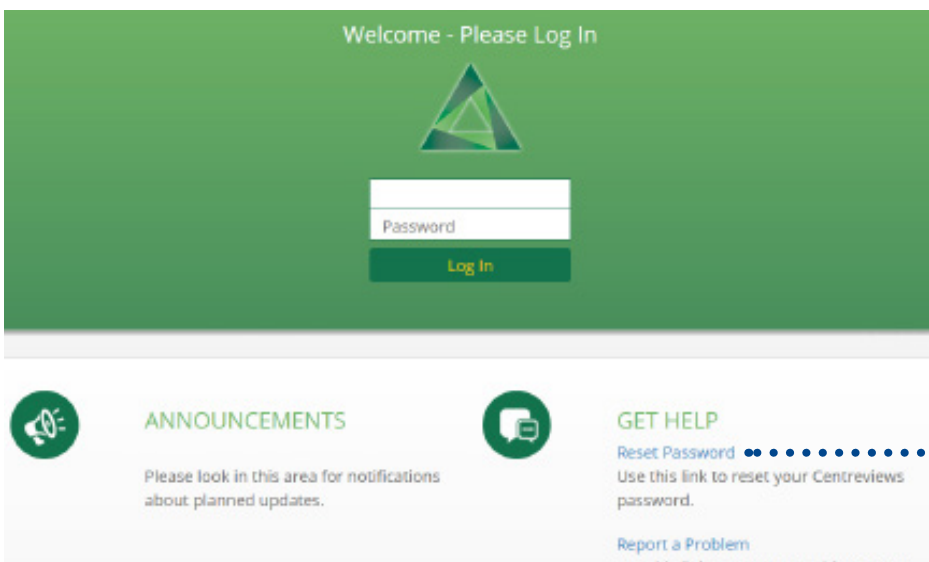 Welcome - Please Log In
Password
Log In
ANNOUNCEMENTS
Please look in this area for notifications
about planned updates.
GET HELP
Reset Password
Use this link to reset your Centreviews
password.
Report a Problem